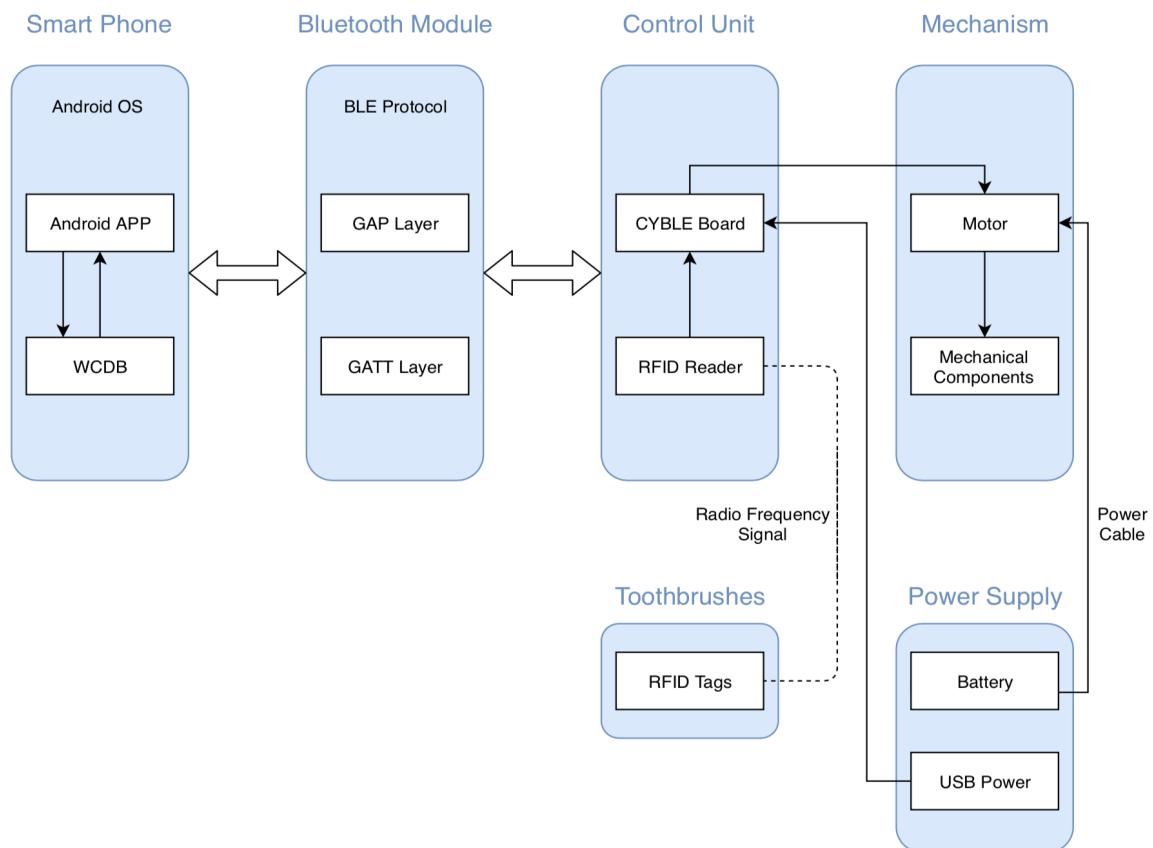 Smart Phone
Bluetooth Module
Control Unit
Mechanism
Android OS
BLE Protocol
Android APP
GAP Layer
CYBLE Board
Motor
WCDB
GATT Layer
RFID Reader
Mechanical
Components
Radio Frequency
Signal
Power
Cable
Toothbrushes
Power Supply
RFID Tags
Battery
USB Power